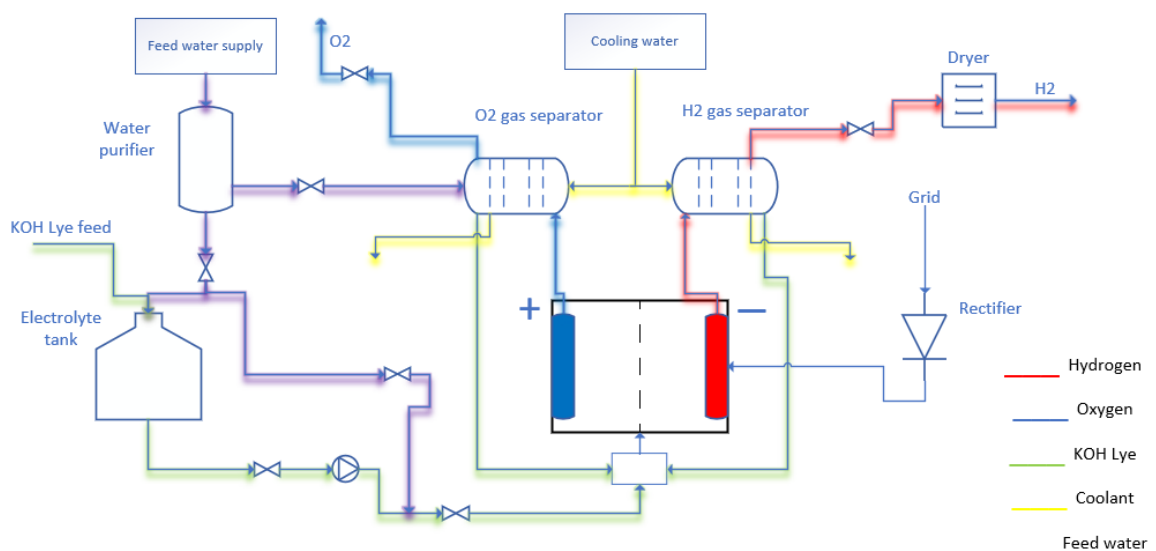 Feed water supply
O2
Cooling water
Dryer
H2
Water
purifier
O2 gas separator
H2 gas separator
KOH Lye feed
Grid
Electrolyte
tank
+
−
Rectifier
Hydrogen
Oxygen
KOH Lye
Coolant
Feed water